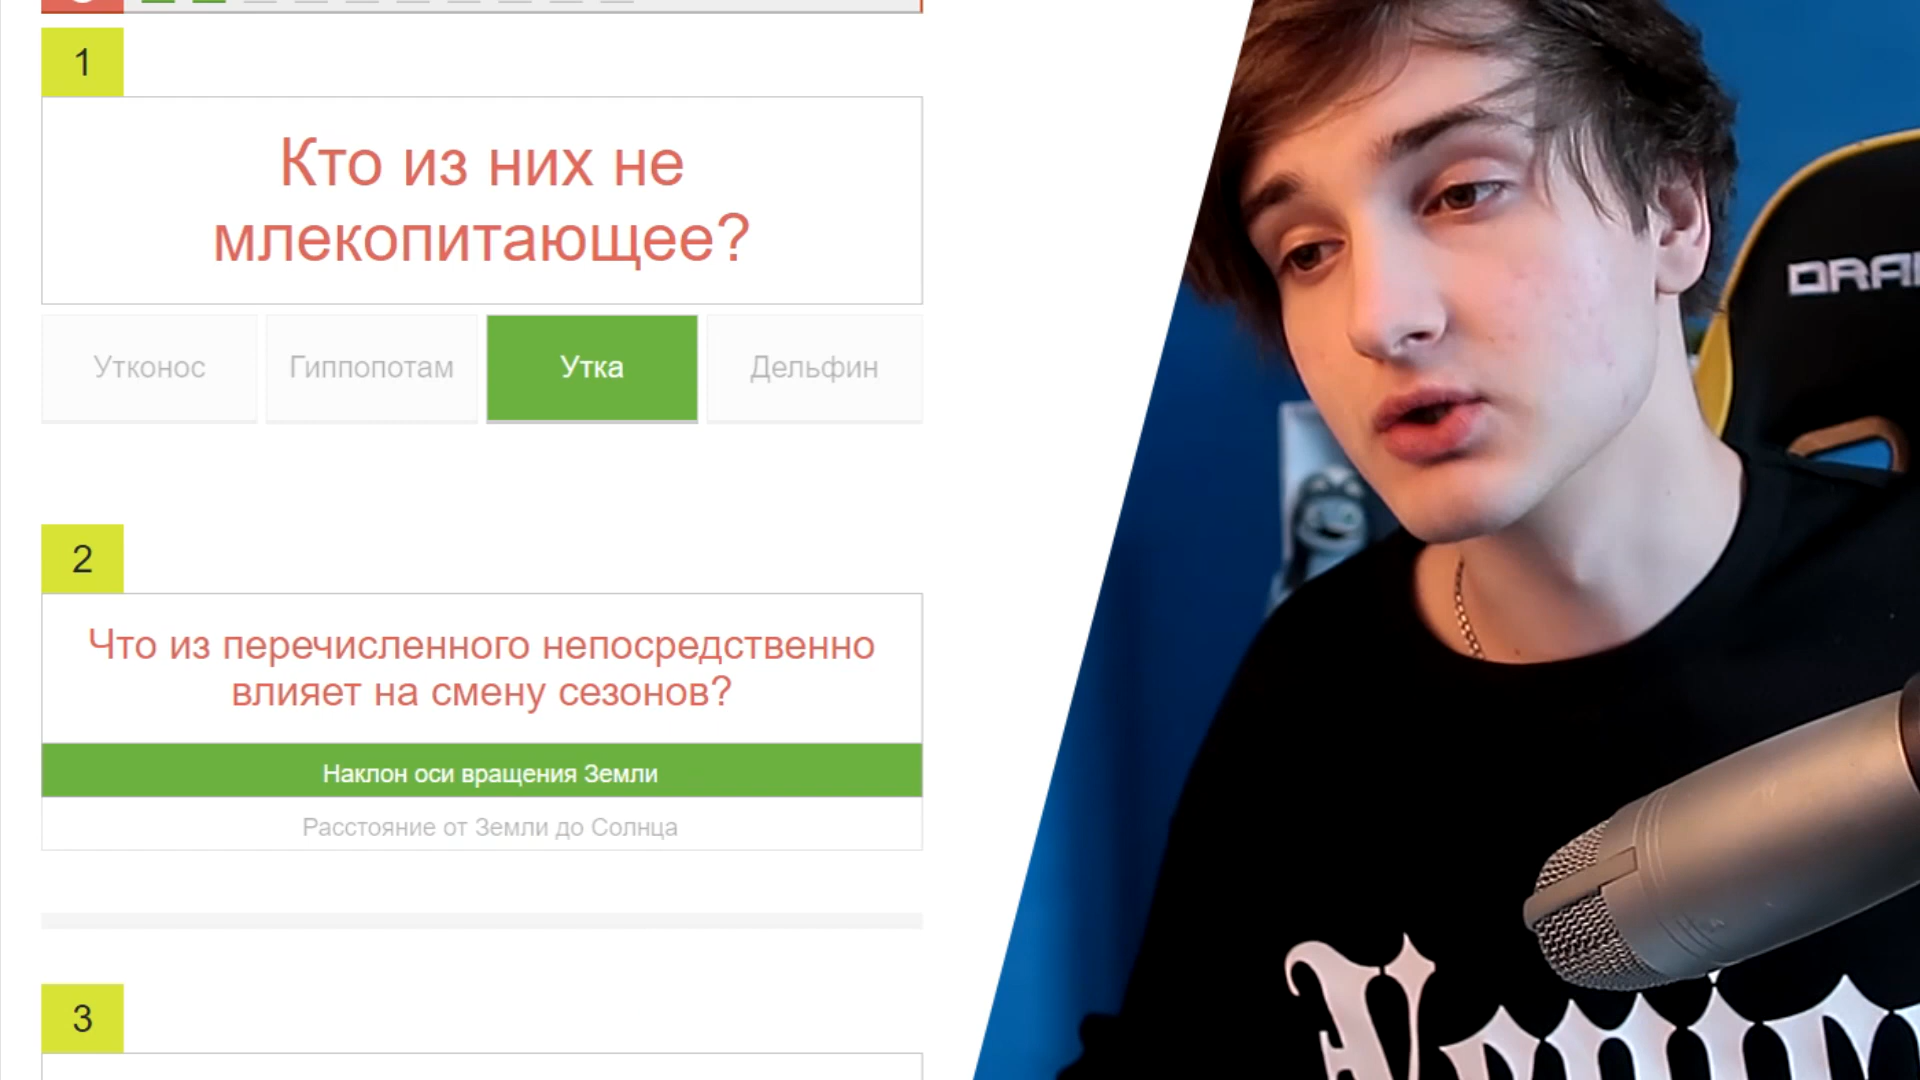 1
Кто из них не
млекопитающее?
Утконос
Гиппопотам
Утка
Дельфин
2
Что из перечисленного непосредственно
влияет на смену сезонов?
Наклон оси вращения Земли
Расстояние от Земли до Солнца
3